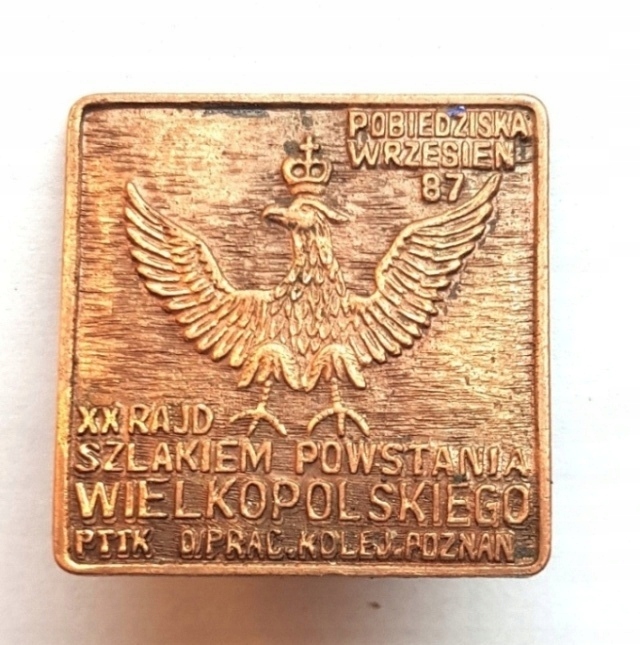 POBIEDZISKA
WRZESIEŃ
87
XX RAJD
SZLAKIEM POWSTANIA
WIELKOPOLSKIEGO
PTTK O/PRAC.KOLEJ.POZNAŃ